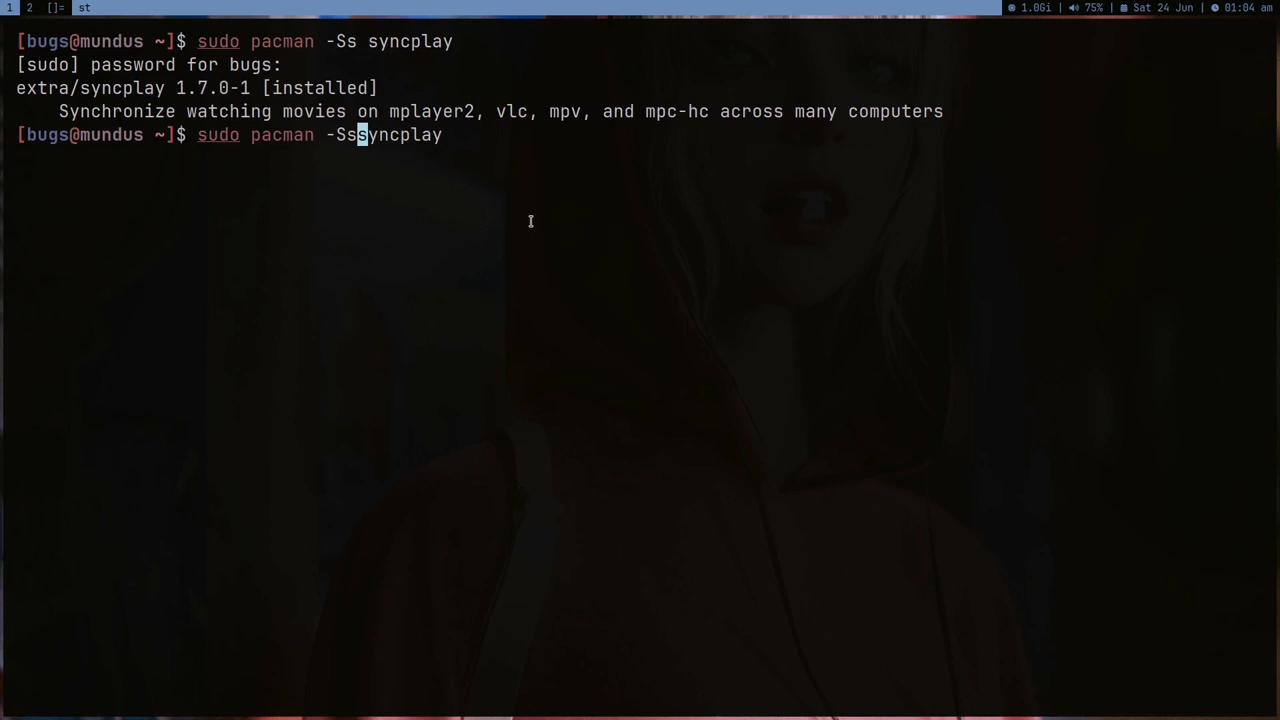 1 2 []= st 1.0Gi | 75% | Sat 24 Jun | 01:04 am
[bugs@mundus ~]$ sudo pacman -Ss syncplay
[sudo] password for bugs:
extra/syncplay 1.7.0-1 [installed]
Synchronize watching movies on mplayer2, vlc, mpv, and mpc-hc across many computers
[bugs@mundus ~]$ sudo pacman -Sssyncplay